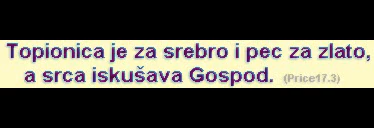 Topionica je za srebro i pec za zlato,
a srca iskušava Gospod. (Price17.3)